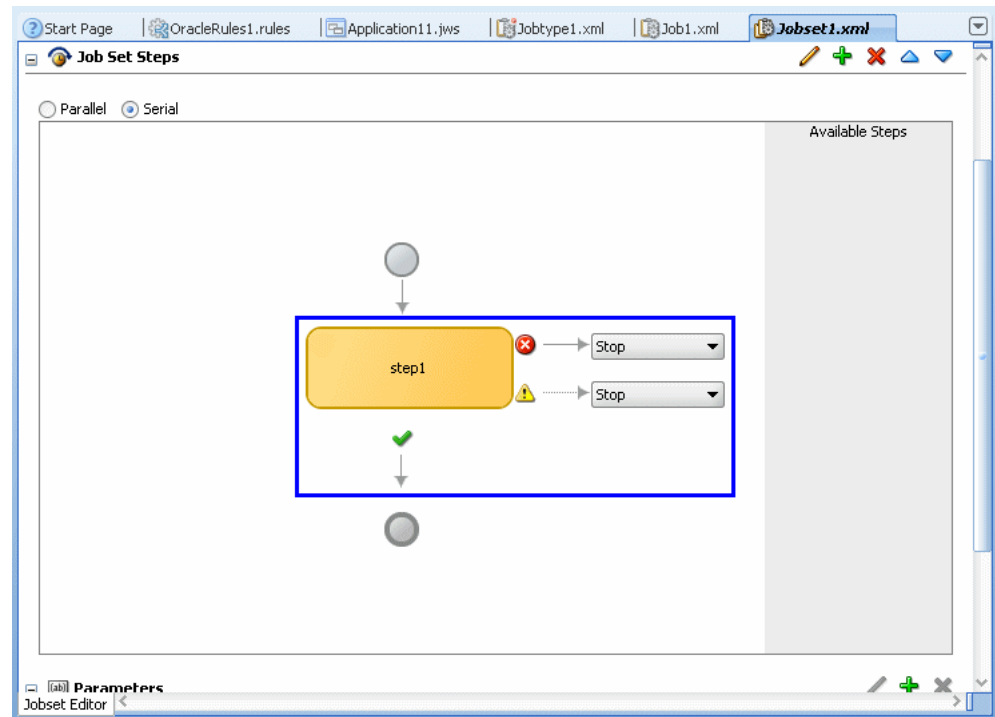 Start Page OracleRules1.rules Application11.jws Jobtype1.xml Job1.xml Jobset1.xml
Job Set Steps
Parallel Serial
Available Steps
step1
Stop
Stop
(ab) Parameters
Jobset Editor